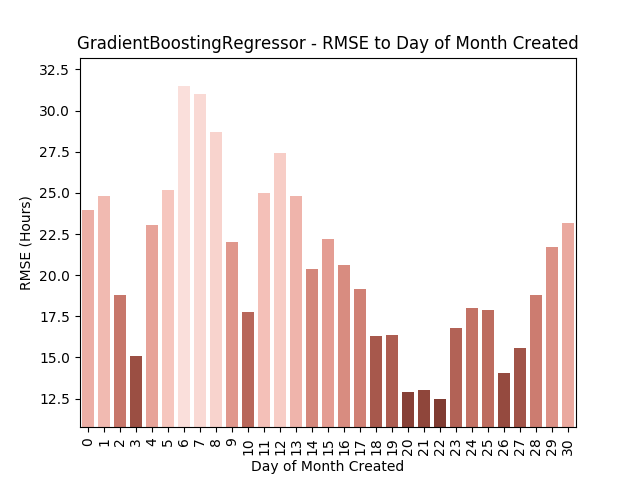 GradientBoostingRegressor - RMSE to Day of Month Created
32.5
30.0
27.5
25.0
22.5
20.0
17.5
15.0
12.5
RMSE (Hours)
0 1 2 3 4 5 6 7 8 9 10 11 12 13 14 15 16 17 18 19 20 21 22 23 24 25 26 27 28 29 30
Day of Month Created